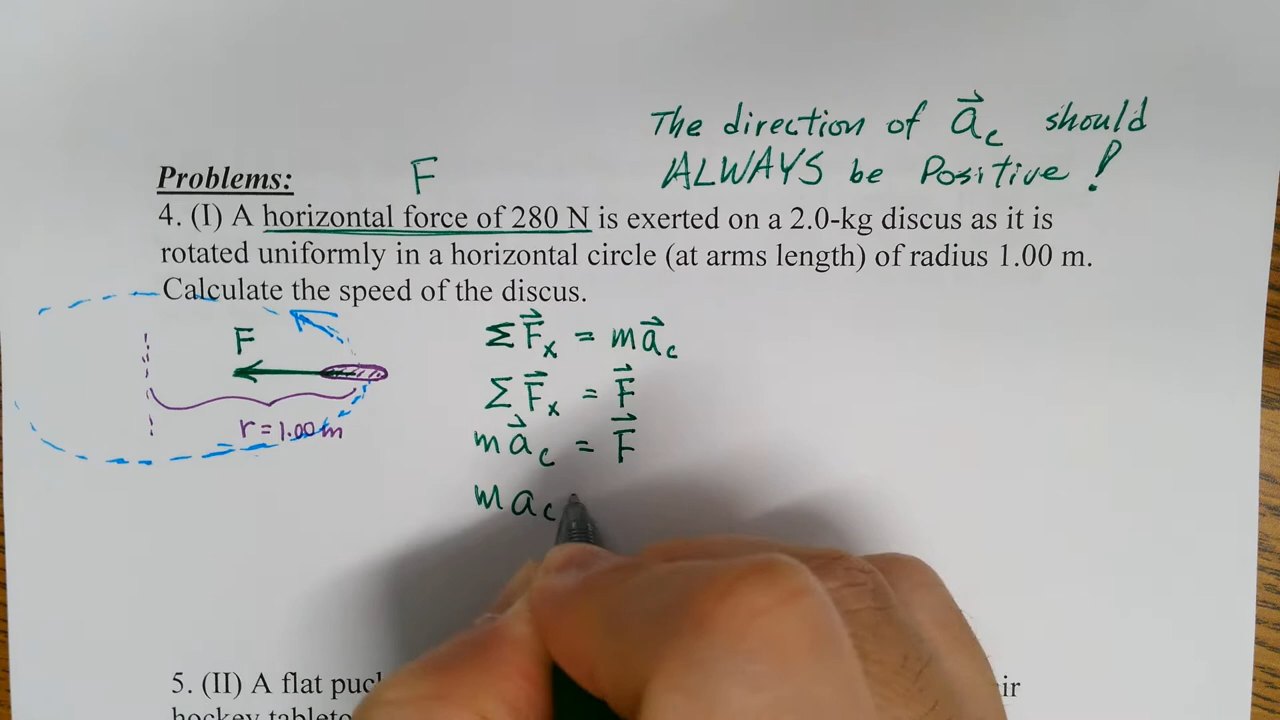 The direction of a⃗c should
ALWAYS be Positive!
Problems:
F
4. (I) A horizontal force of 280 N is exerted on a 2.0-kg discus as it is
rotated uniformly in a horizontal circle (at arms length) of radius 1.00 m.
Calculate the speed of the discus.
F
r = 1.00 m
ΣF⃗x = ma⃗c
ΣF⃗x = F⃗
ma⃗c = F⃗
mac
5. (II) A flat
hockey